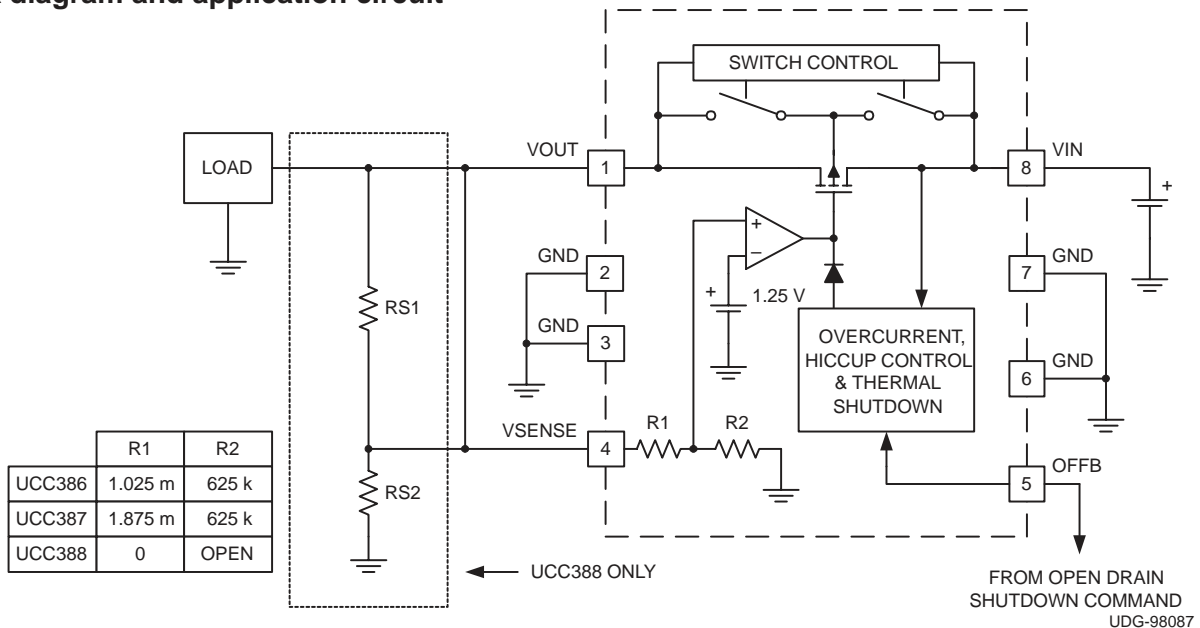 diagram and application circuit
SWITCH CONTROL
LOAD
VOUT
1
8
VIN
+
GND
2
+
–
7
GND
+
1.25 V
RS1
GND
3
OVERCURRENT,
HICCUP CONTROL
& THERMAL
SHUTDOWN
6
GND
VSENSE
4
R1
R2
5
OFFB
RS2
R1 R2
UCC386 1.025 m 625 k
UCC387 1.875 m 625 k
UCC388 0 OPEN
UCC388 ONLY
FROM OPEN DRAIN
SHUTDOWN COMMAND
UDG-98087